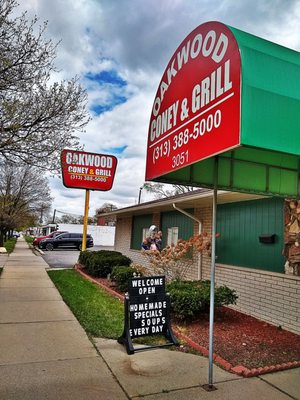 OAKWOOD
CONEY & GRILL
(313) 388-5000
3051
OAKWOOD
CONEY & GRILL
(313) 388-5000
WELCOME
OPEN
HOMEMADE
SPECIALS
SOUPS
EVERY DAY